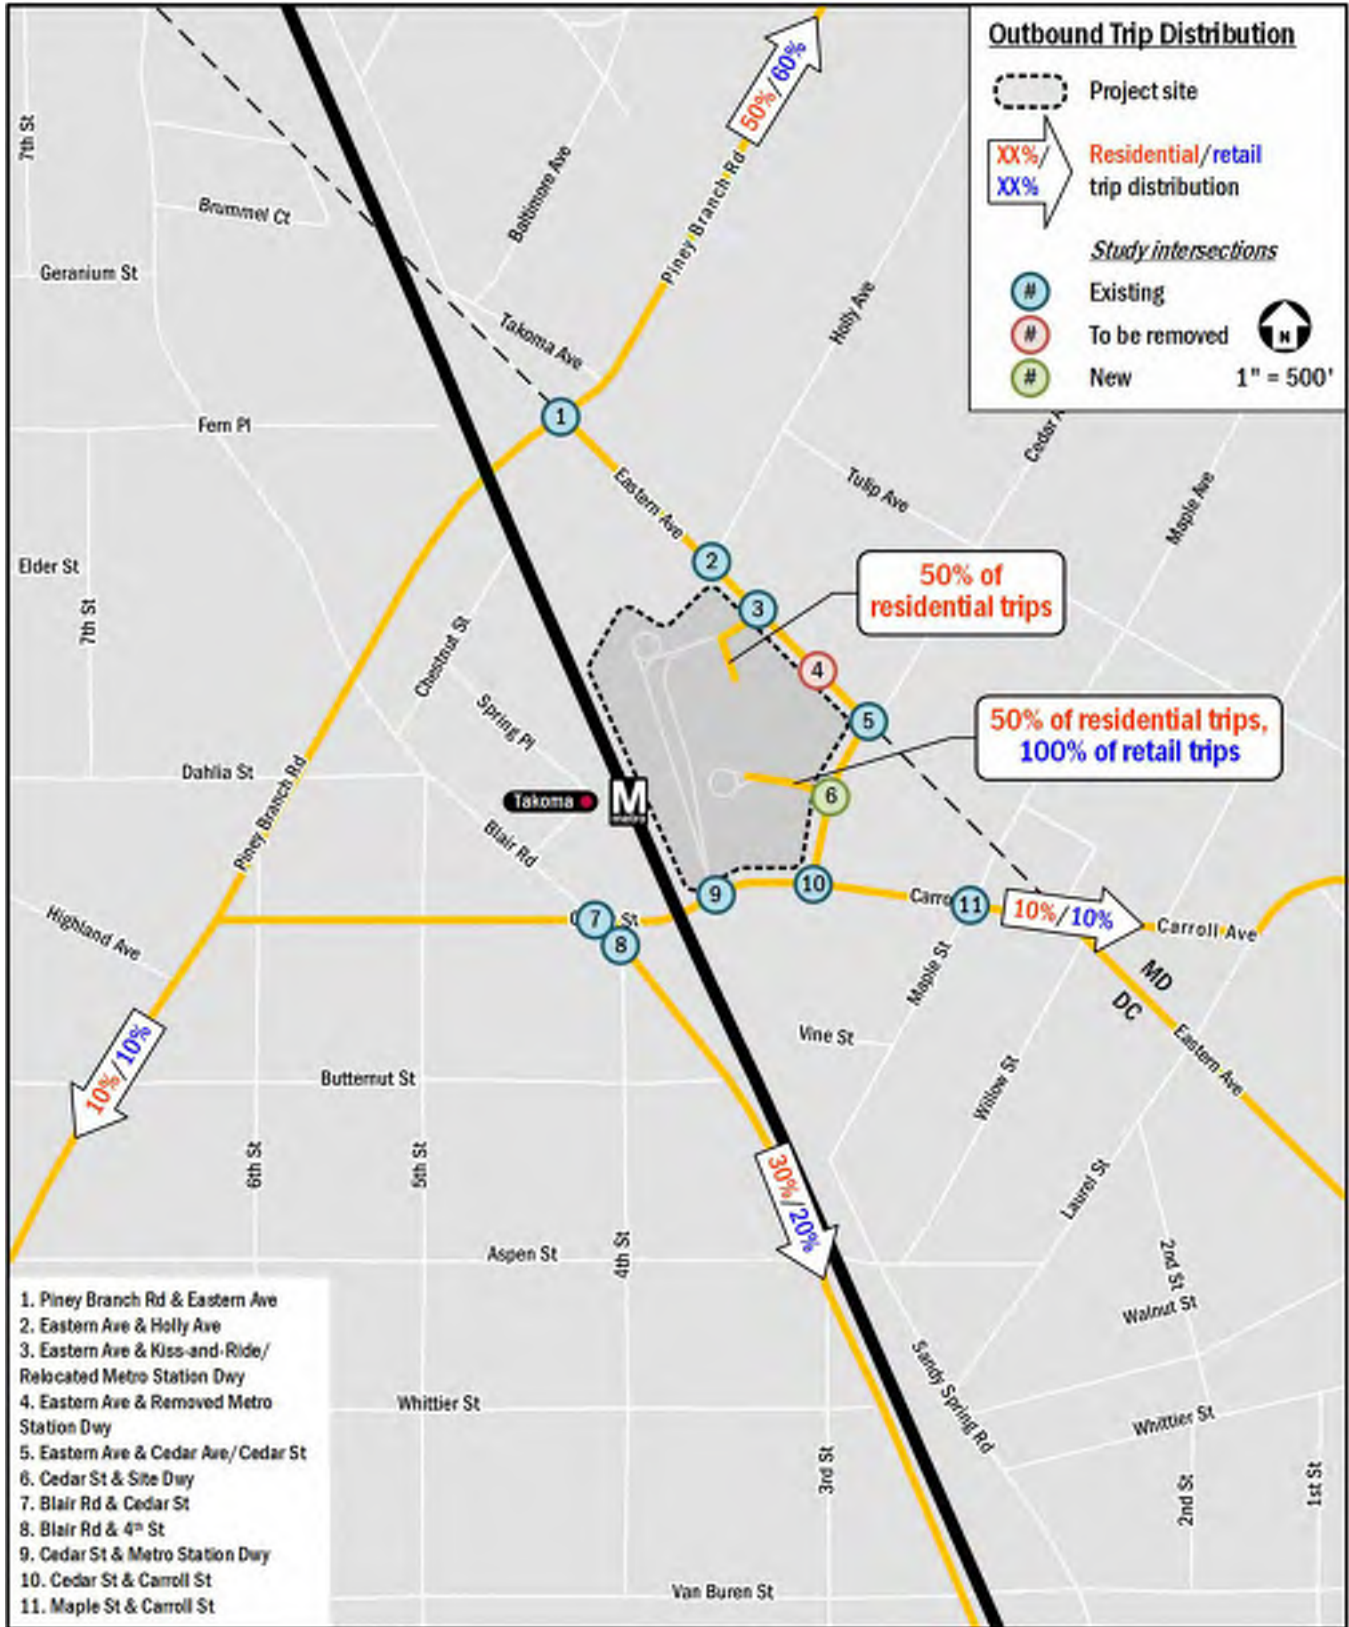 Outbound Trip Distribution
Project site
XX%/
XX%
Residential/retail
trip distribution
Study intersections
# Existing
# To be removed
# New
N
1" = 500'
50%/60%
7th St
Brummel Ct
Baltimore Ave
Piney Branch Rd
Geranium St
Takoma Ave
Holly Ave
Fern Pl
1
Eastern Ave
Tulip Ave
Cedar A
Maple Ave
Elder St
7th St
2
3
50% of
residential trips
4
Chestnut St
5
Spring Pl
50% of residential trips,
100% of retail trips
Dahlia St
Piney Branch Rd
Takoma
M
metro
6
Blair Rd
9
10
Carro
11
10%/10%
Carroll Ave
Highland Ave
7
St
8
Maple St
MD
DC
Vine St
Eastern Ave
10%/10%
Butternut St
Willow St
6th St
5th St
30%/20%
Laurel St
4th St
Aspen St
2nd St
Walnut St
Sandy Spring Rd
Whittier St
Whittier St
3rd St
2nd St
1st St
Van Buren St
1. Piney Branch Rd & Eastern Ave
2. Eastern Ave & Holly Ave
3. Eastern Ave & Kiss-and-Ride/
Relocated Metro Station Dwy
4. Eastern Ave & Removed Metro
Station Dwy
5. Eastern Ave & Cedar Ave/Cedar St
6. Cedar St & Site Dwy
7. Blair Rd & Cedar St
8. Blair Rd & 4th St
9. Cedar St & Metro Station Dwy
10. Cedar St & Carroll St
11. Maple St & Carroll St